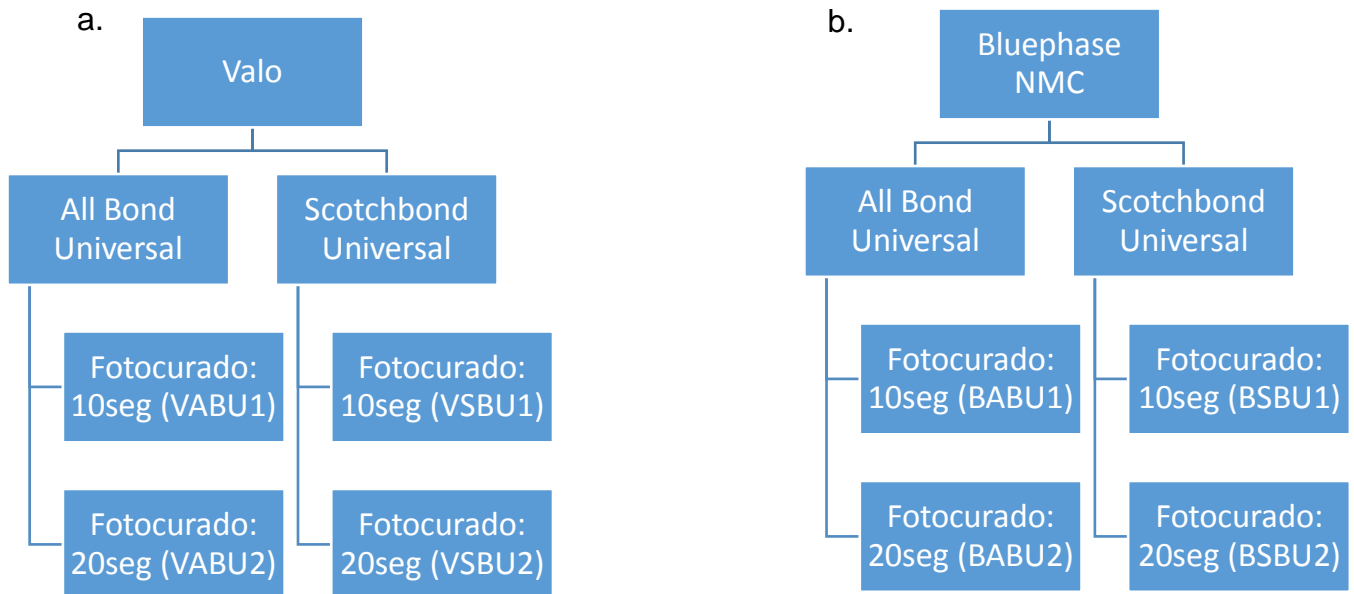 a.
Valo
All Bond
Universal
Scotchbond
Universal
Fotocurado:
10seg (VABU1)
Fotocurado:
10seg (VSBU1)
Fotocurado:
20seg (VABU2)
Fotocurado:
20seg (VSBU2)
b.
Bluephase
NMC
All Bond
Universal
Scotchbond
Universal
Fotocurado:
10seg (BABU1)
Fotocurado:
10seg (BSBU1)
Fotocurado:
20seg (BABU2)
Fotocurado:
20seg (BSBU2)